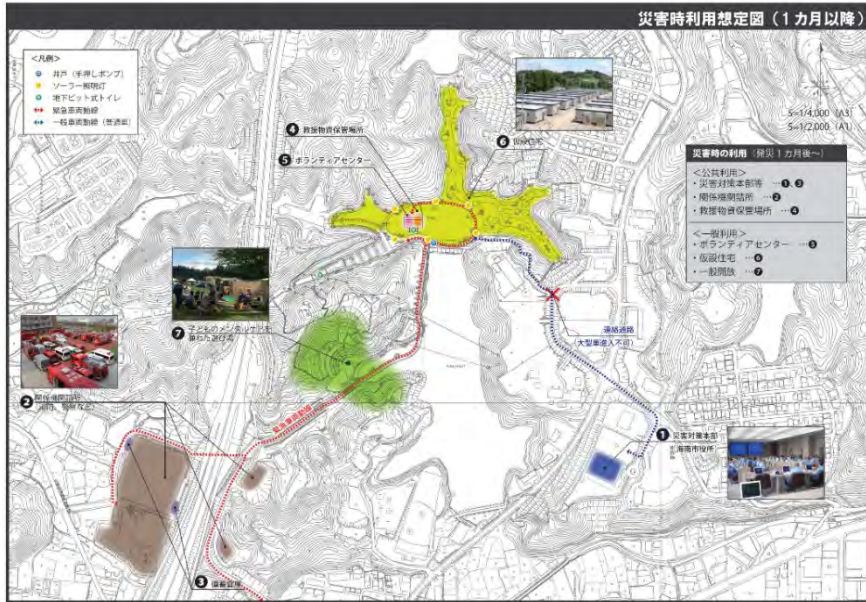 災害時利用想定図（1カ月以降）
<凡例>
井戸（手押しポンプ）
ソーラー照明灯
地下ピット式トイレ
緊急車両動線
一般車両動線（普通車）
S=1/4,000（A3）
S=1/2,000（A1）
災害時の利用（発災1カ月後～）
<公共利用>
・災害対策本部等 …❶、❸
・関係機関詰所 …❷
・救援物資保管場所 …❹
<一般利用>
・ボランティアセンター …❺
・仮設住宅 …❻
・一般開放 …❼
❹ 救援物資保管場所
❺ ボランティアセンター
❻ 仮設住宅
❼ 子どものメンタルケアを
兼ねた遊び場
連絡通路
（大型車進入不可）
緊急車両動線
❷ 関係機関詰所
❶ 災害対策本部
海南市役所
❸ 備蓄倉庫